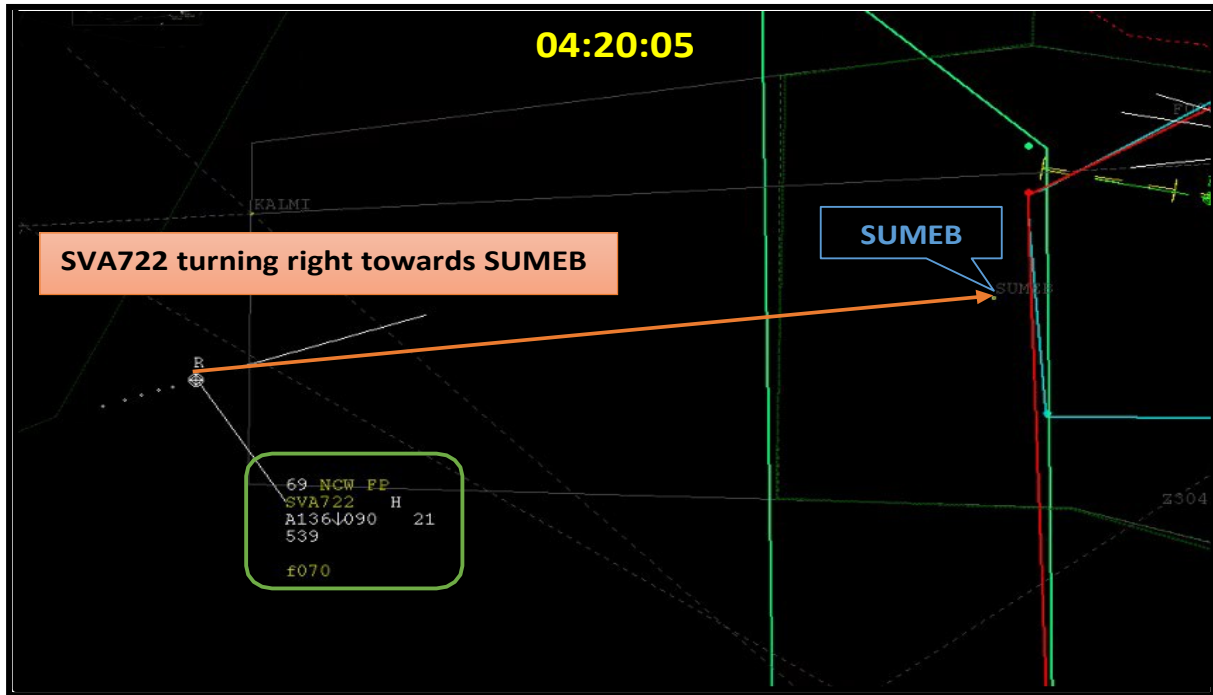 04:20:05
KALMI
SVA722 turning right towards SUMEB
SUMEB
SUMEB
R
69 NCW FP
SVA722 H
A136↓090 21
539
f070
Z304